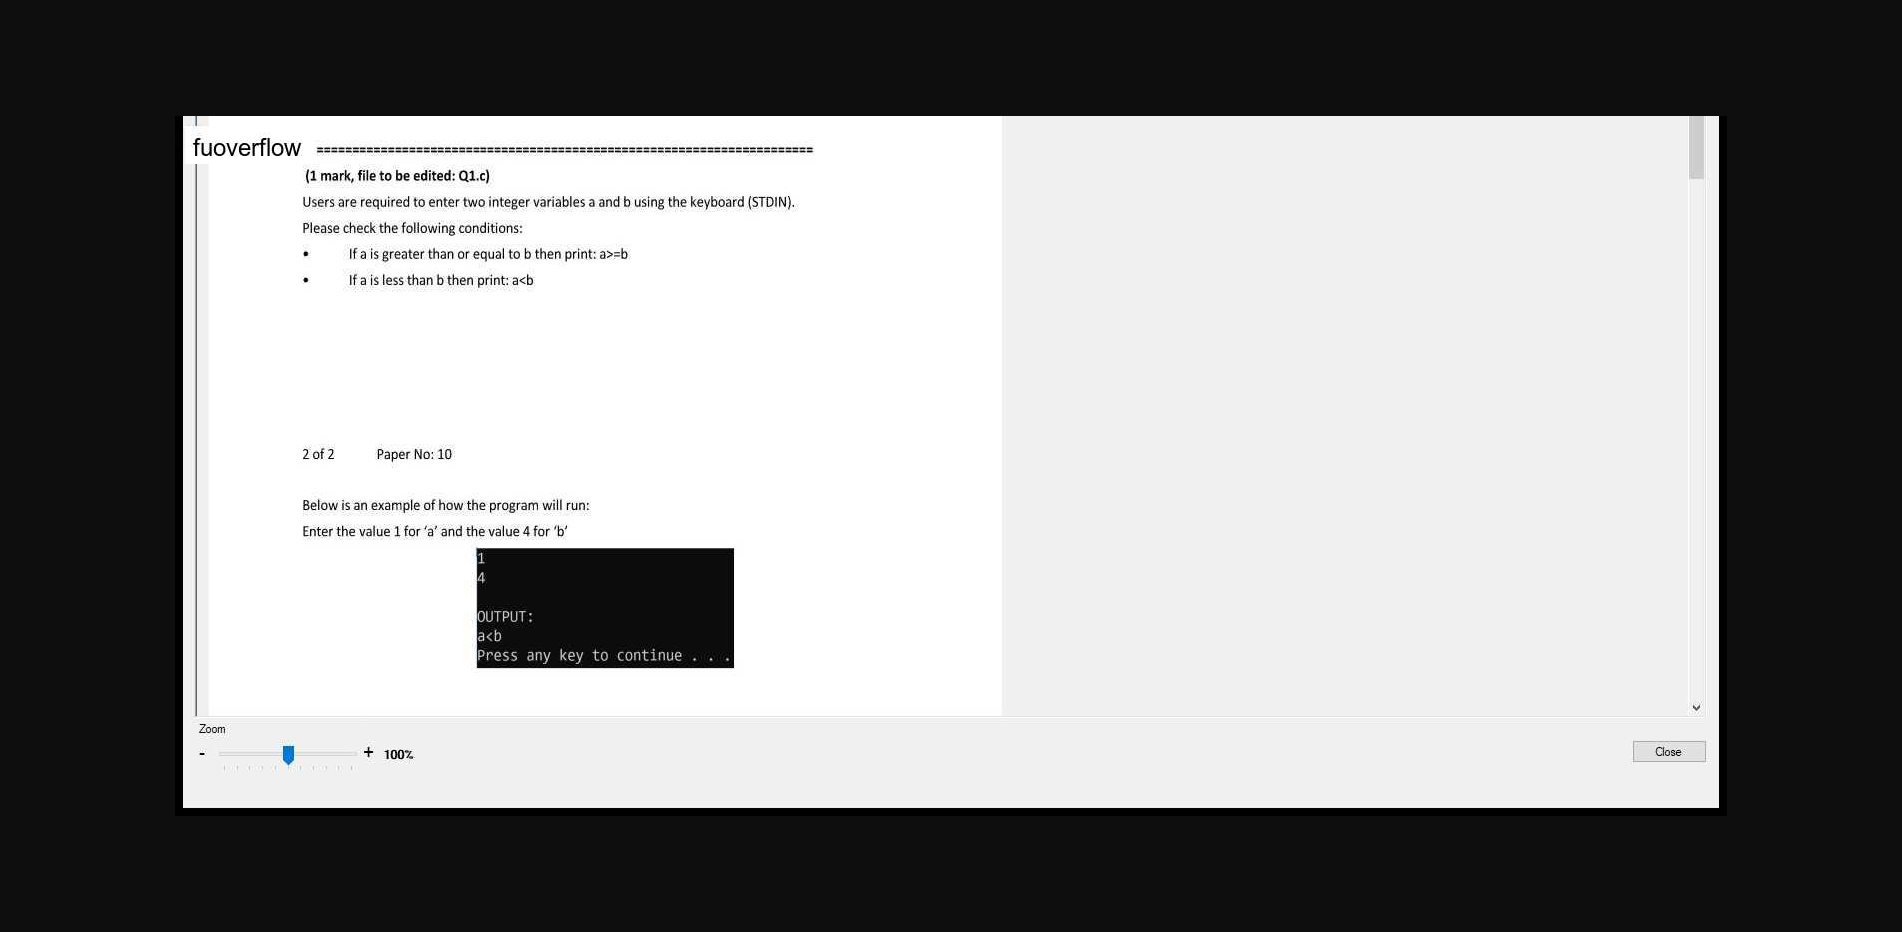 fuoverflow ======================================================================
(1 mark, file to be edited: Q1.c)
Users are required to enter two integer variables a and b using the keyboard (STDIN).
Please check the following conditions:
• If a is greater than or equal to b then print: a>=b
• If a is less than b then print: a<b
2 of 2 Paper No: 10
Below is an example of how the program will run:
Enter the value 1 for ‘a’ and the value 4 for ‘b’
1
4
OUTPUT:
a<b
Press any key to continue . . .
Zoom
- + 100%
Close